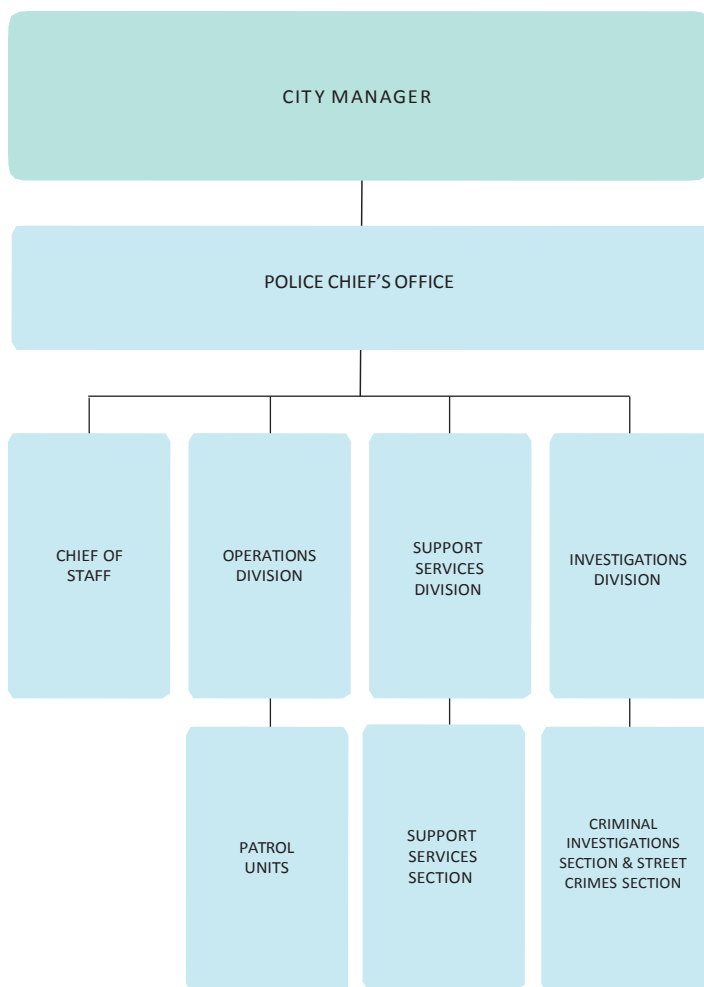 CITY MANAGER
POLICE CHIEF’S OFFICE
CHIEF OF
STAFF
OPERATIONS
DIVISION
SUPPORT
SERVICES
DIVISION
INVESTIGATIONS
DIVISION
PATROL
UNITS
SUPPORT
SERVICES
SECTION
CRIMINAL
INVESTIGATIONS
SECTION & STREET
CRIMES SECTION